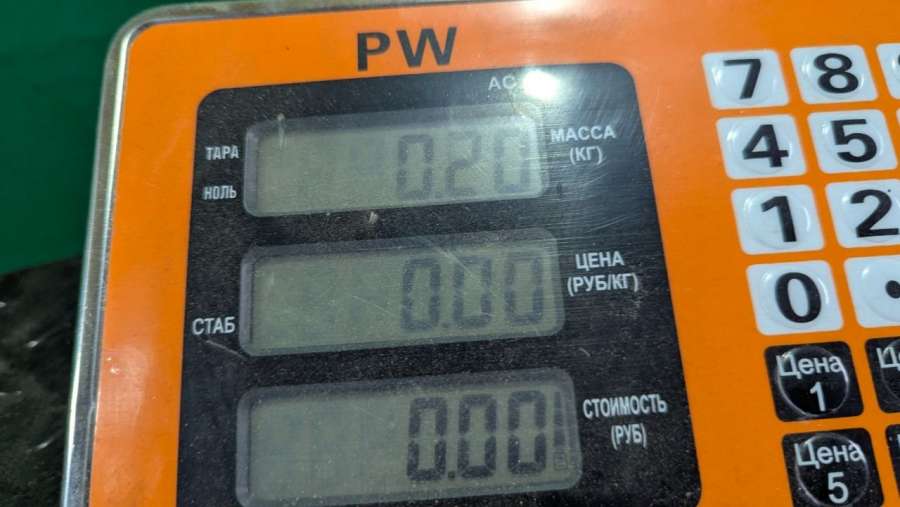 PW
AC
ТАРА
0.20
МАССА
(КГ)
НОЛЬ
0.00
ЦЕНА
(РУБ/КГ)
СТАБ
0.00
СТОИМОСТЬ
(РУБ)
7 8
4 5
1 2
0 .
Цена
1
Цена
5